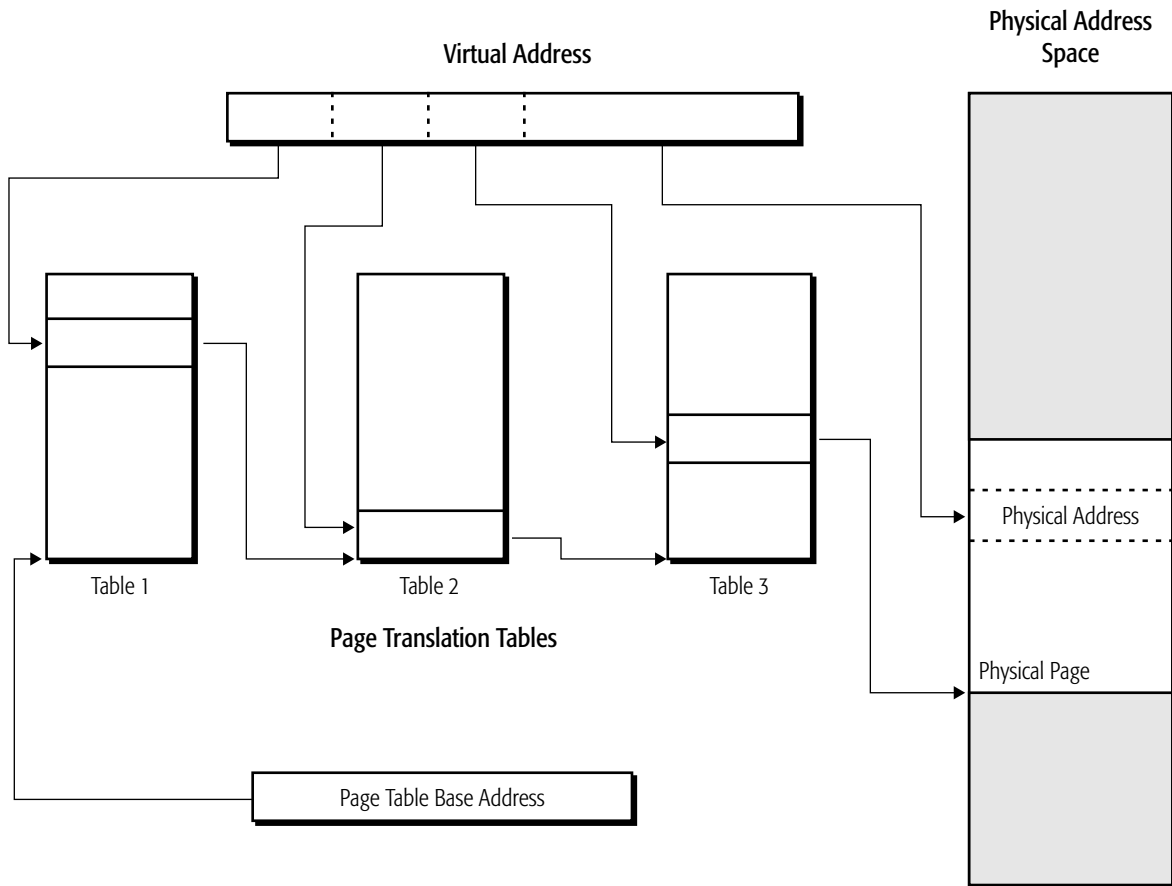 Physical Address
Space
Virtual Address
Physical Address
Table 1
Table 2
Table 3
Page Translation Tables
Physical Page
Page Table Base Address